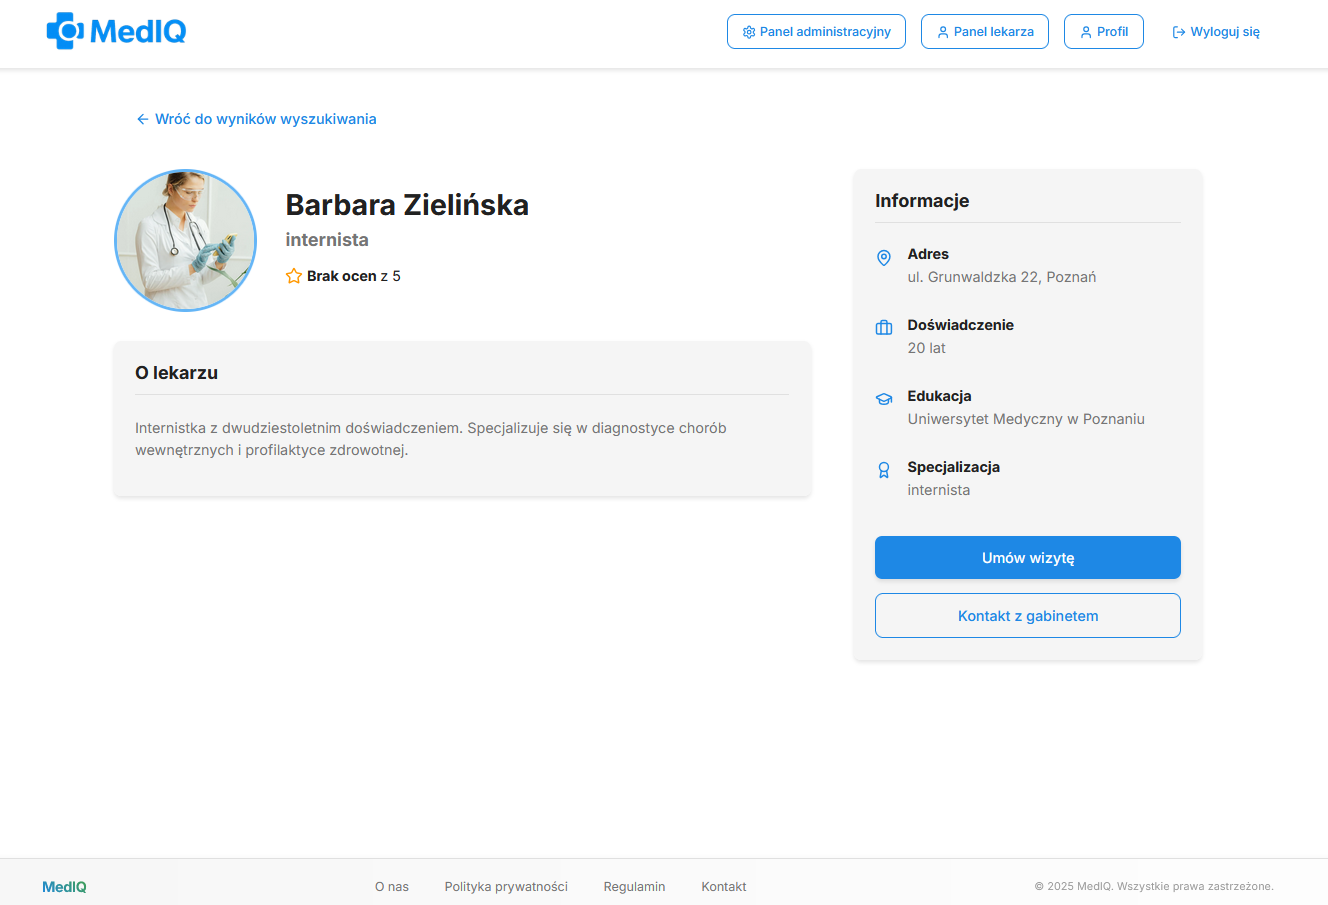 MedIQ
Panel administracyjny
Panel lekarza
Profil
Wyloguj się
Wróć do wyników wyszukiwania
Barbara Zielińska
internista
Brak ocen z 5
O lekarzu
Internistka z dwudziestoletnim doświadczeniem. Specjalizuje się w diagnostyce chorób
wewnętrznych i profilaktyce zdrowotnej.
Informacje
Adres
ul. Grunwaldzka 22, Poznań
Doświadczenie
20 lat
Edukacja
Uniwersytet Medyczny w Poznaniu
Specjalizacja
internista
Umów wizytę
Kontakt z gabinetem
MedIQ
O nas
Polityka prywatności
Regulamin
Kontakt
© 2025 MedIQ. Wszystkie prawa zastrzeżone.